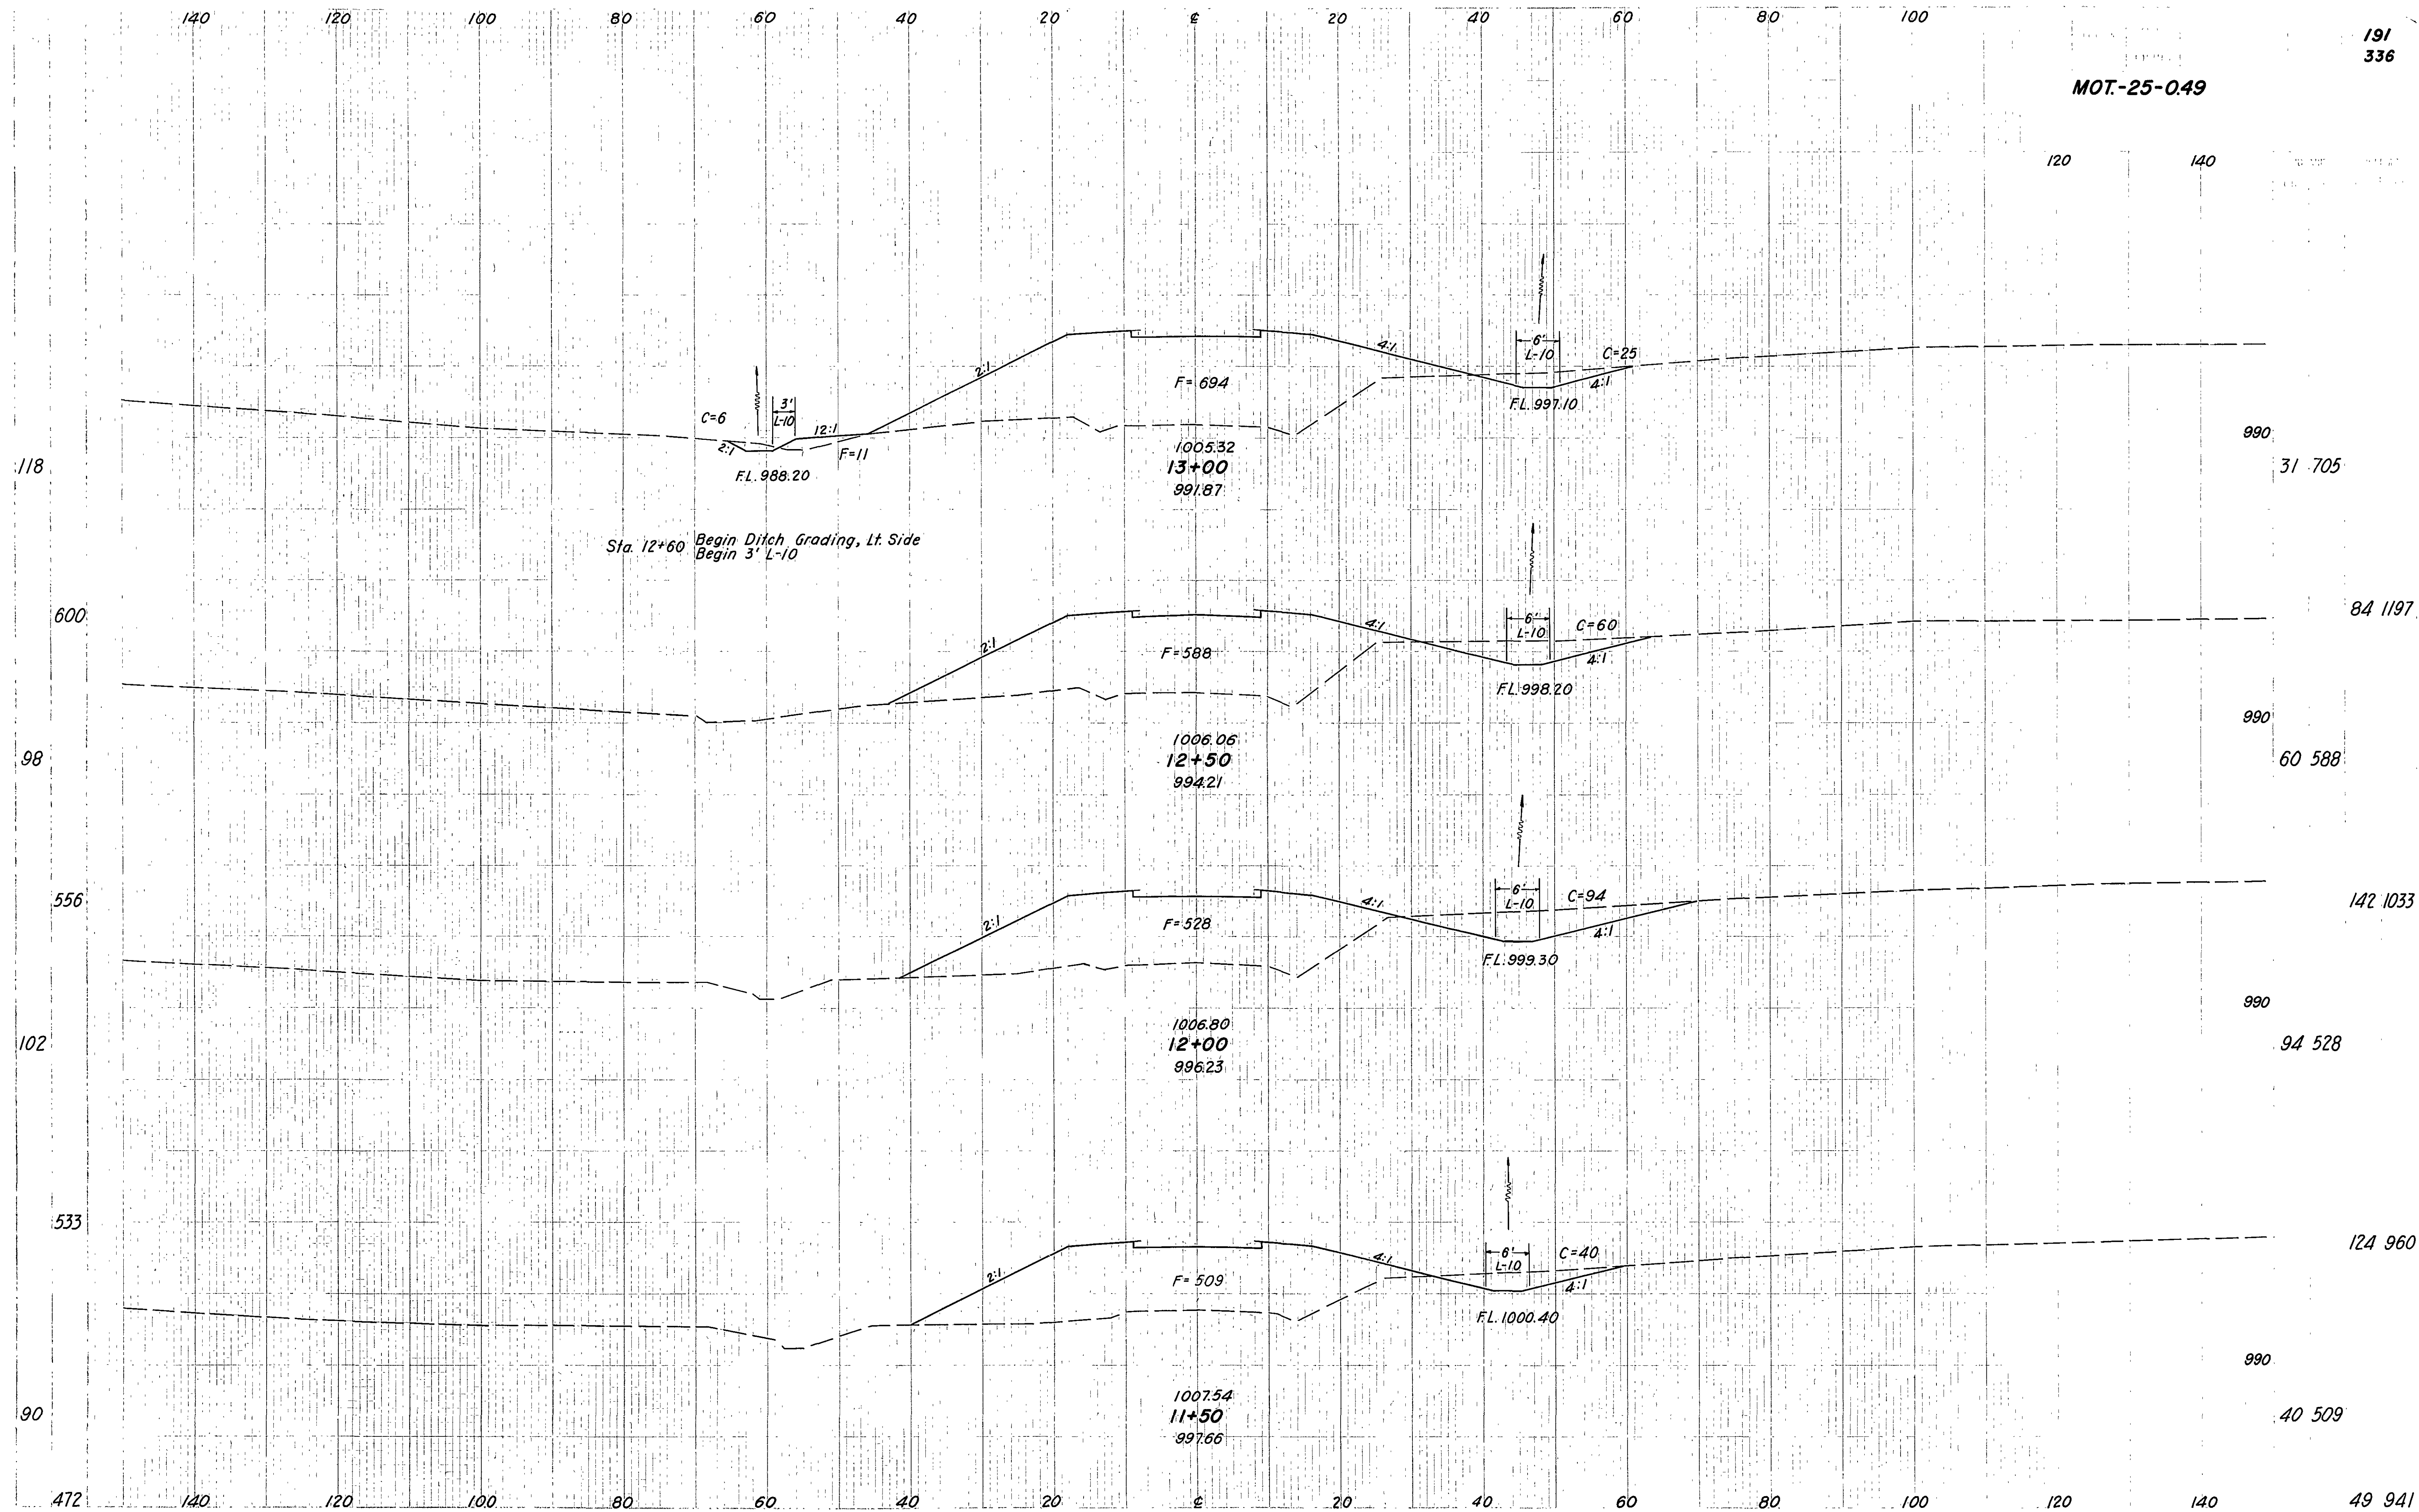 140 120 100 80 60 40 20 ℄ 20 40 60 80 100
191
336
MOT.-25-0.49
120 140
6'
L-10
4:1
C=25
4:1
2:1
F=694
F.L. 997.10
3'
L-10
C=6
12:1
2:1
F=11
F.L. 988.20
990
1005.32
118
13+00
31 705
991.87
Sta. 12+60 Begin Ditch Grading, Lt. Side
Begin 3' L-10
600
84 1197
6'
L-10
4:1
C=60
4:1
2:1
F=588
F.L. 998.20
990
1006.06
98
12+50
60 588
994.21
556
142 1033
6'
L-10
4:1
C=94
4:1
2:1
F=528
F.L. 999.30
990
1006.80
102
12+00
94 528
996.23
533
124 960
6'
L-10
4:1
C=40
4:1
2:1
F=509
F.L. 1000.40
990
1007.54
90
11+50
40 509
997.66
472
140 120 100 80 60 40 20 ℄ 20 40 60 80 100 120 140
49 941